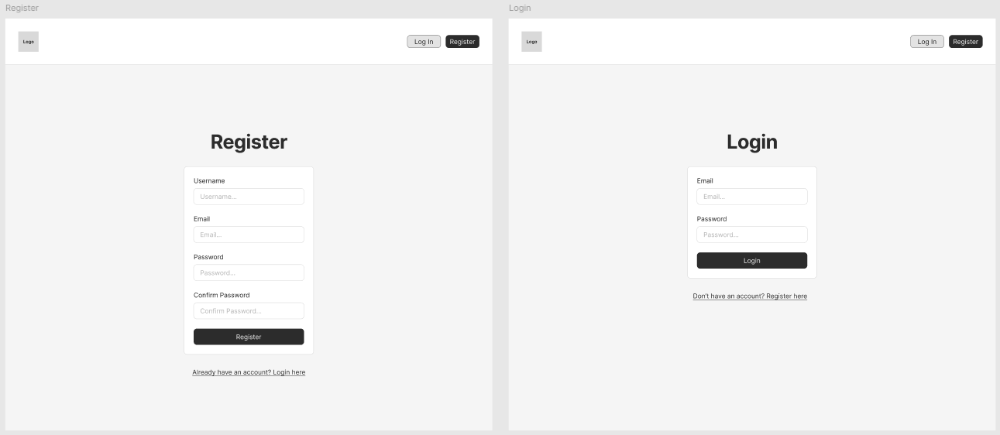 Register
Logo
Log In
Register
Register
Username
Username...
Email
Email...
Password
Password...
Confirm Password
Confirm Password...
Register
Already have an account? Login here
Login
Logo
Log In
Register
Login
Email
Email...
Password
Password...
Login
Don't have an account? Register here